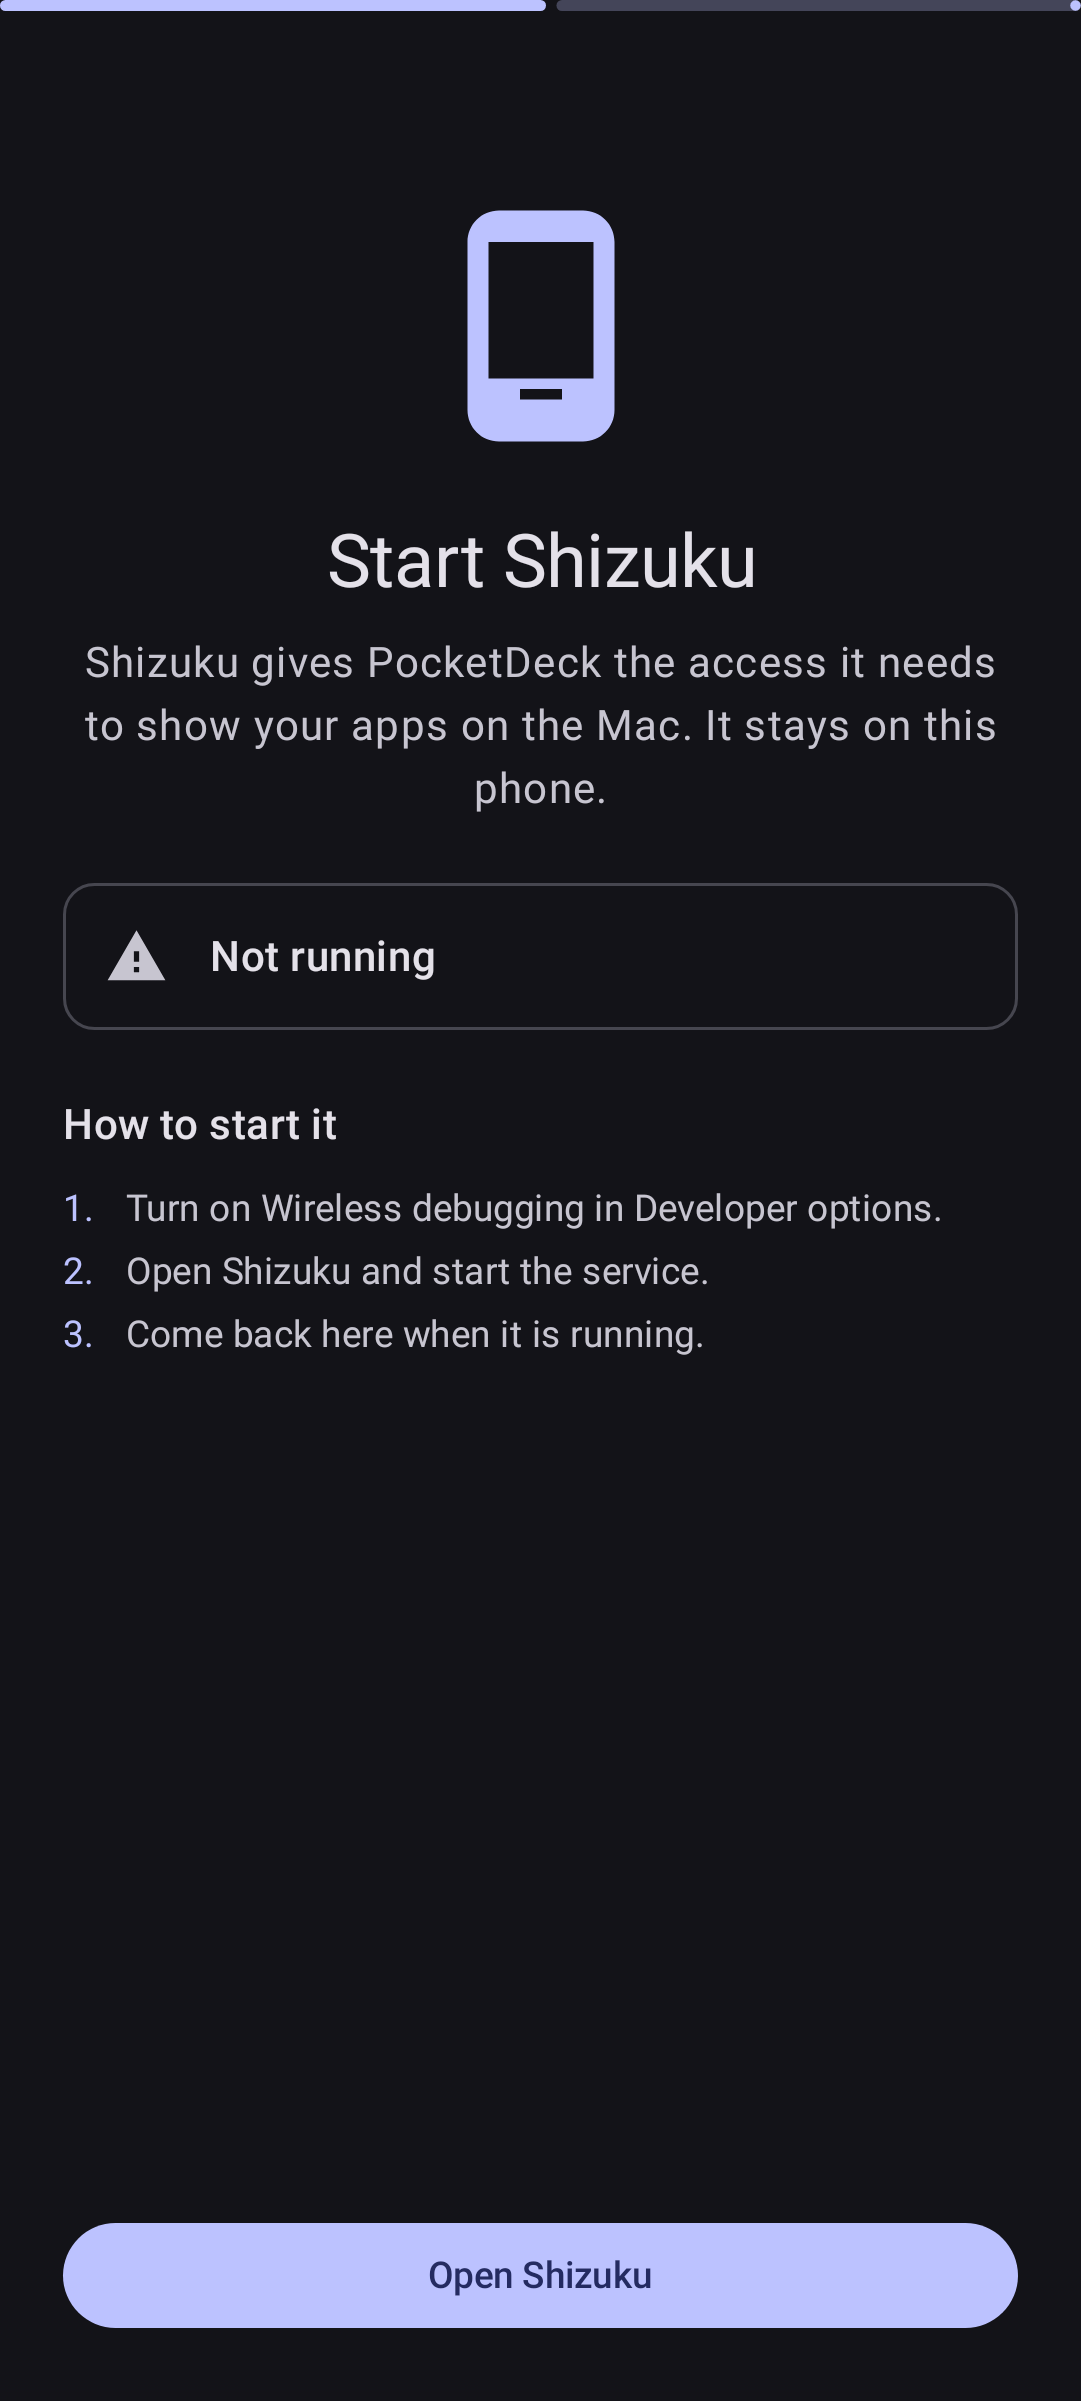 Start Shizuku
Shizuku gives PocketDeck the access it needs
to show your apps on the Mac. It stays on this
phone.
Not running
How to start it
1. Turn on Wireless debugging in Developer options.
2. Open Shizuku and start the service.
3. Come back here when it is running.
Open Shizuku